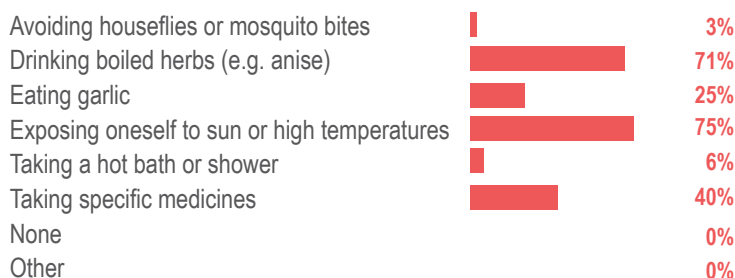 Avoiding houseflies or mosquito bites 3%
Drinking boiled herbs (e.g. anise) 71%
Eating garlic 25%
Exposing oneself to sun or high temperatures 75%
Taking a hot bath or shower 6%
Taking specific medicines 40%
None 0%
Other 0%